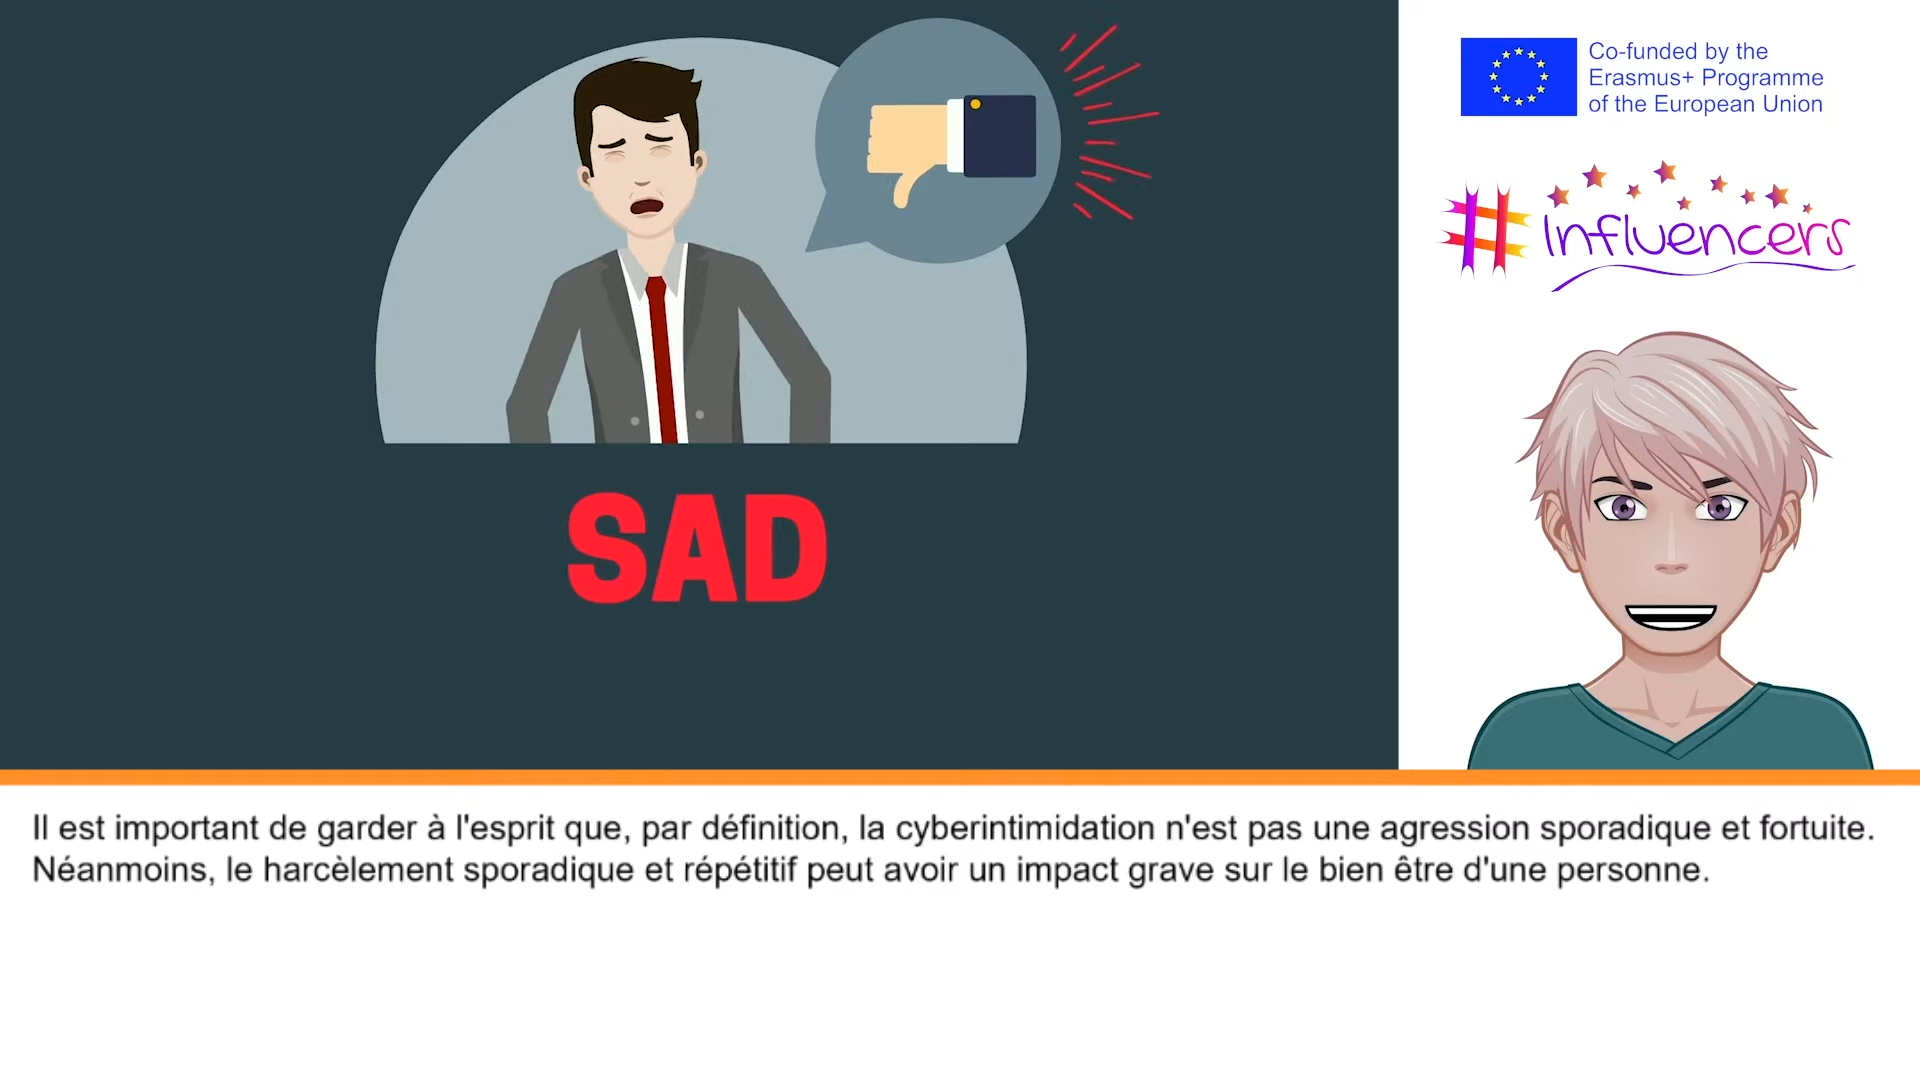 Co-funded by the
Erasmus+ Programme
of the European Union
#Influencers
SAD
Il est important de garder à l'esprit que, par définition, la cyberintimidation n'est pas une agression sporadique et fortuite.
Néanmoins, le harcèlement sporadique et répétitif peut avoir un impact grave sur le bien être d'une personne.